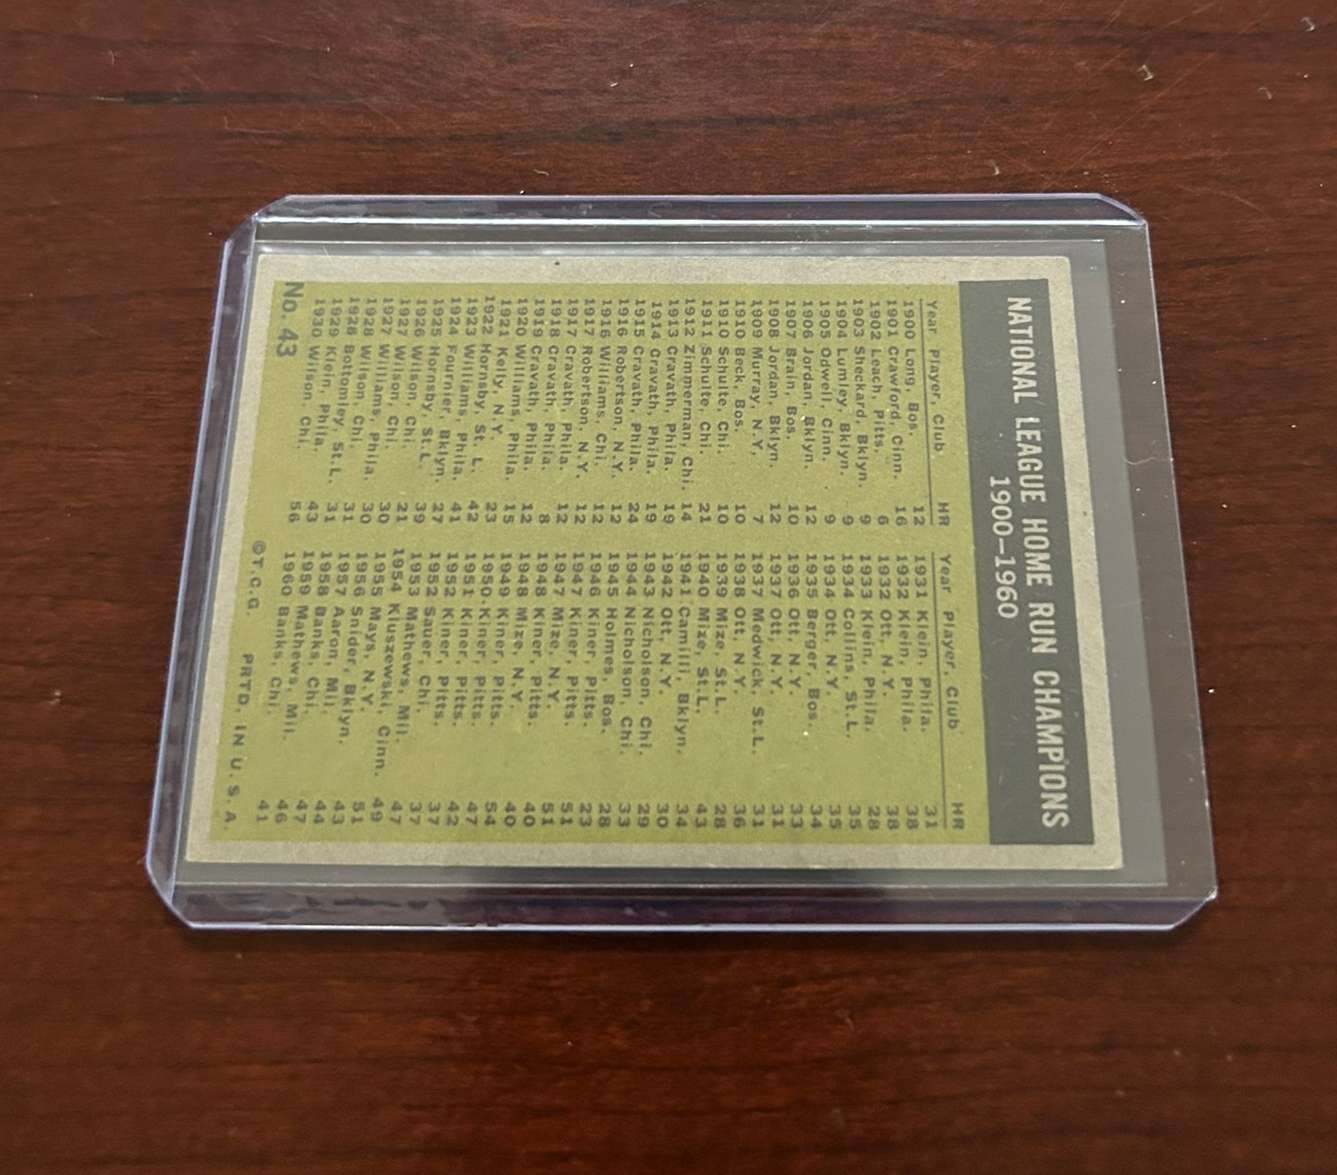 NATIONAL LEAGUE HOME RUN CHAMPIONS
1900–1960
Year Player, Club HR
1900 Long, Bos. 12
1901 Crawford, Cinn. 16
1902 Leach, Pitts. 6
1903 Sheckard, Bklyn. 9
1904 Lumley, Bklyn. 9
1905 Odwell, Cinn. 9
1906 Jordan, Bklyn. 12
1907 Brain, Bos. 10
1908 Jordan, Bklyn. 12
1909 Murray, N.Y. 7
1910 Beck, Bos. 10
1910 Schulte, Chi. 10
1911 Schulte, Chi. 21
1912 Zimmerman, Chi. 14
1913 Cravath, Phila. 19
1914 Cravath, Phila. 19
1915 Cravath, Phila. 24
1916 Robertson, N.Y. 12
1916 Williams, Chi. 12
1917 Robertson, N.Y. 12
1917 Cravath, Phila. 12
1918 Cravath, Phila. 8
1919 Cravath, Phila. 12
1920 Williams, Phila. 15
1921 Kelly, N.Y. 23
1922 Hornsby, St. L. 42
1923 Williams, Phila. 41
1924 Fournier, Bklyn. 27
1925 Hornsby, St. L. 39
1926 Wilson, Chi. 21
1927 Wilson, Chi. 30
1927 Williams, Phila. 30
1928 Wilson, Chi. 31
1928 Bottomley, St. L. 31
1929 Klein, Phila. 43
1930 Wilson, Chi. 56
Year Player, Club HR
1931 Klein, Phila. 31
1932 Klein, Phila. 38
1932 Ott, N.Y. 38
1933 Klein, Phila. 28
1934 Collins, St. L. 35
1934 Ott, N.Y. 35
1935 Berger, Bos. 34
1936 Ott, N.Y. 33
1937 Ott, N.Y. 31
1937 Medwick, St. L. 31
1938 Ott, N.Y. 36
1939 Mize, St. L. 28
1940 Mize, St. L. 43
1941 Camilli, Bklyn. 34
1942 Ott, N.Y. 30
1943 Nicholson, Chi. 29
1944 Nicholson, Chi. 33
1945 Holmes, Bos. 28
1946 Kiner, Pitts. 23
1947 Kiner, Pitts. 51
1947 Mize, N.Y. 51
1948 Kiner, Pitts. 40
1948 Mize, N.Y. 40
1949 Kiner, Pitts. 54
1950 Kiner, Pitts. 47
1951 Kiner, Pitts. 42
1952 Kiner, Pitts. 37
1952 Sauer, Chi. 37
1953 Mathews, Mil. 47
1954 Kluszewski, Cinn. 49
1955 Mays, N.Y. 51
1956 Snider, Bklyn. 43
1957 Aaron, Mil. 44
1958 Banks, Chi. 47
1959 Mathews, Mil. 46
1960 Banks, Chi. 41
No. 43
©T.C.G. PRTD. IN U.S.A.